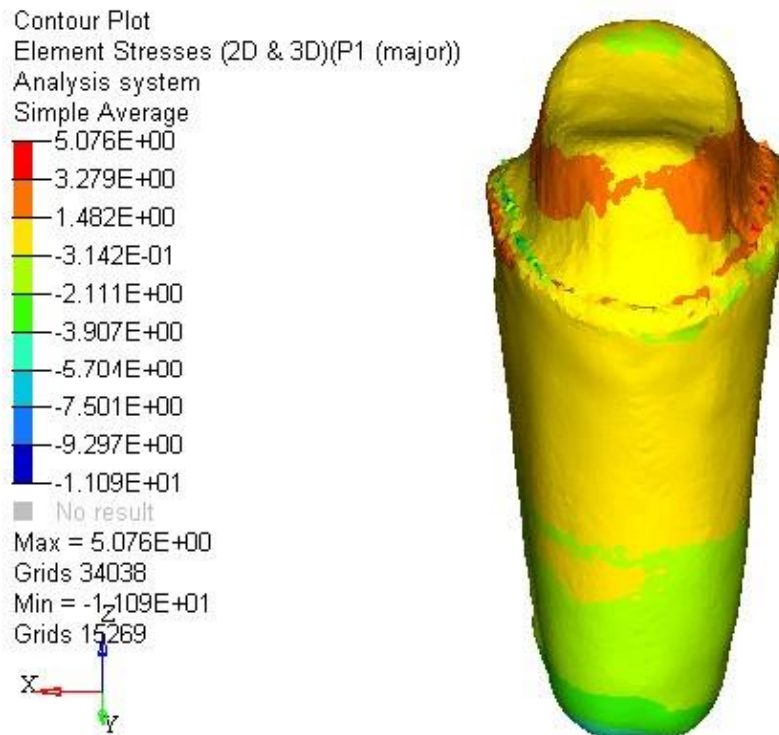 Contour Plot
Element Stresses (2D & 3D)(P1 (major))
Analysis system
Simple Average
5.076E+00
3.279E+00
1.482E+00
-3.142E-01
-2.111E+00
-3.907E+00
-5.704E+00
-7.501E+00
-9.297E+00
-1.109E+01
No result
Max = 5.076E+00
Grids 34038
Min = -1.109E+01
Grids 15269
Z
X
Y